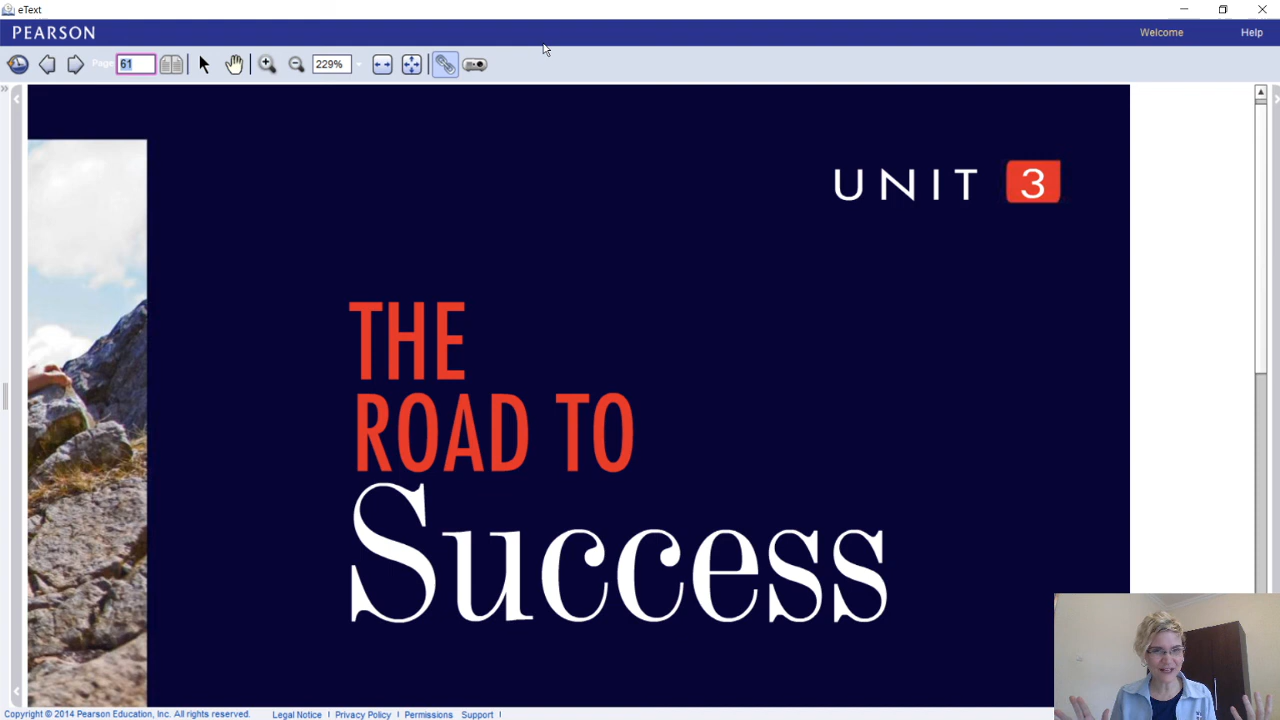 eText
PEARSON
Welcome
Help
Page
61
229%
UNIT 3
THE
ROAD TO
Success
Copyright © 2014 Pearson Education, Inc. All rights reserved.
Legal Notice | Privacy Policy | Permissions | Support |